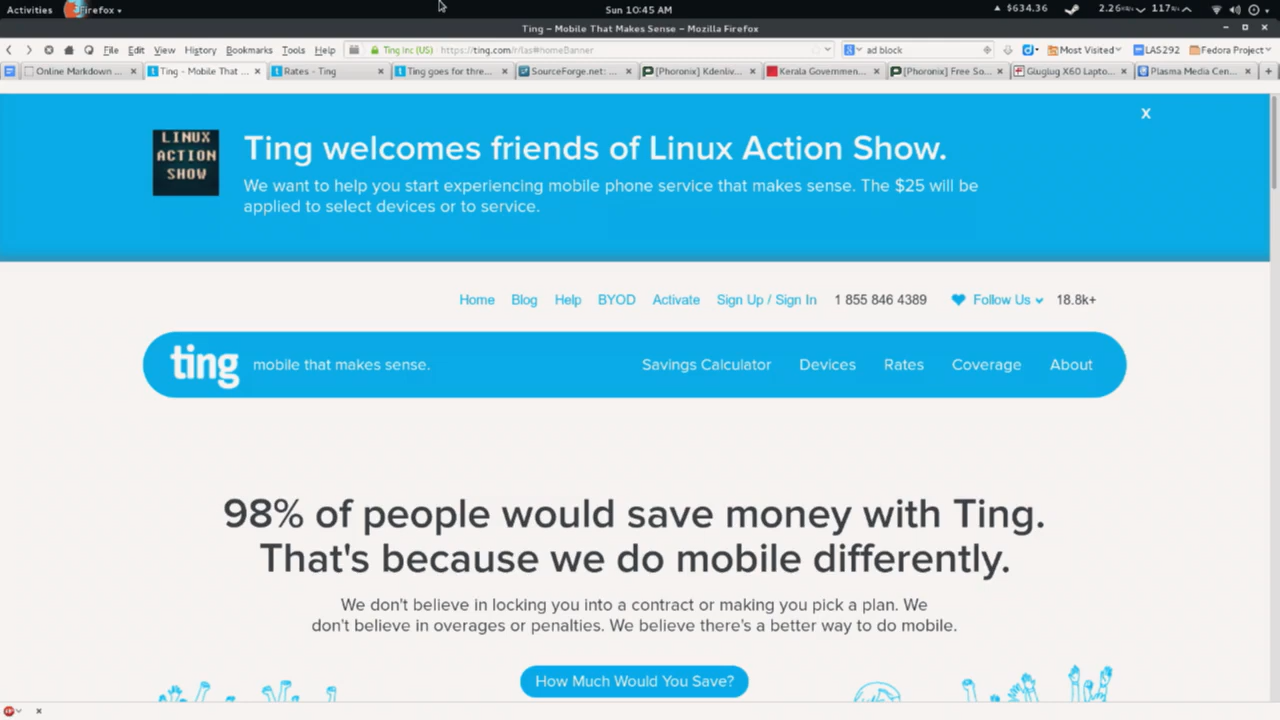 Activities
Firefox
Sun 10:45 AM
$634.36
Ting – Mobile That Makes Sense – Mozilla Firefox
File Edit View History Bookmarks Tools Help
Ting Inc (US)
https://ting.com/r/las#homeBanner
ad block
Most Visited
LAS292
Fedora Project
Online Markdown ...
Ting - Mobile That ...
Rates - Ting
Ting goes for thre...
SourceForge.net: ...
[Phoronix] Kdenliv...
Kerala Governmen...
[Phoronix] Free So...
Gluglug X60 Lapto...
Plasma Media Cen...
X
LINUX
ACTION
SHOW
Ting welcomes friends of Linux Action Show.
We want to help you start experiencing mobile phone service that makes sense. The $25 will be
applied to select devices or to service.
Home Blog Help BYOD Activate Sign Up / Sign In 1 855 846 4389 Follow Us 18.8k+
ting mobile that makes sense. Savings Calculator Devices Rates Coverage About
98% of people would save money with Ting.
That's because we do mobile differently.
We don't believe in locking you into a contract or making you pick a plan. We
don't believe in overages or penalties. We believe there's a better way to do mobile.
How Much Would You Save?